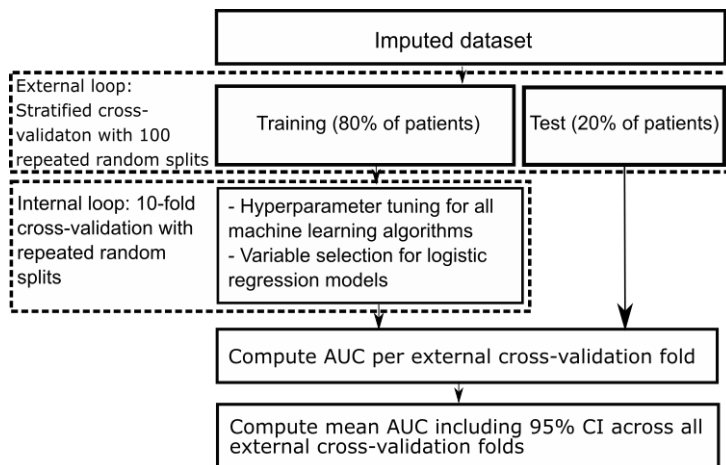 Imputed dataset
External loop:
Stratified cross-
validaton with 100
repeated random splits
Training (80% of patients)
Test (20% of patients)
Internal loop: 10-fold
cross-validation with
repeated random
splits
- Hyperparameter tuning for all
machine learning algorithms
- Variable selection for logistic
regression models
Compute AUC per external cross-validation fold
Compute mean AUC including 95% CI across all
external cross-validation folds